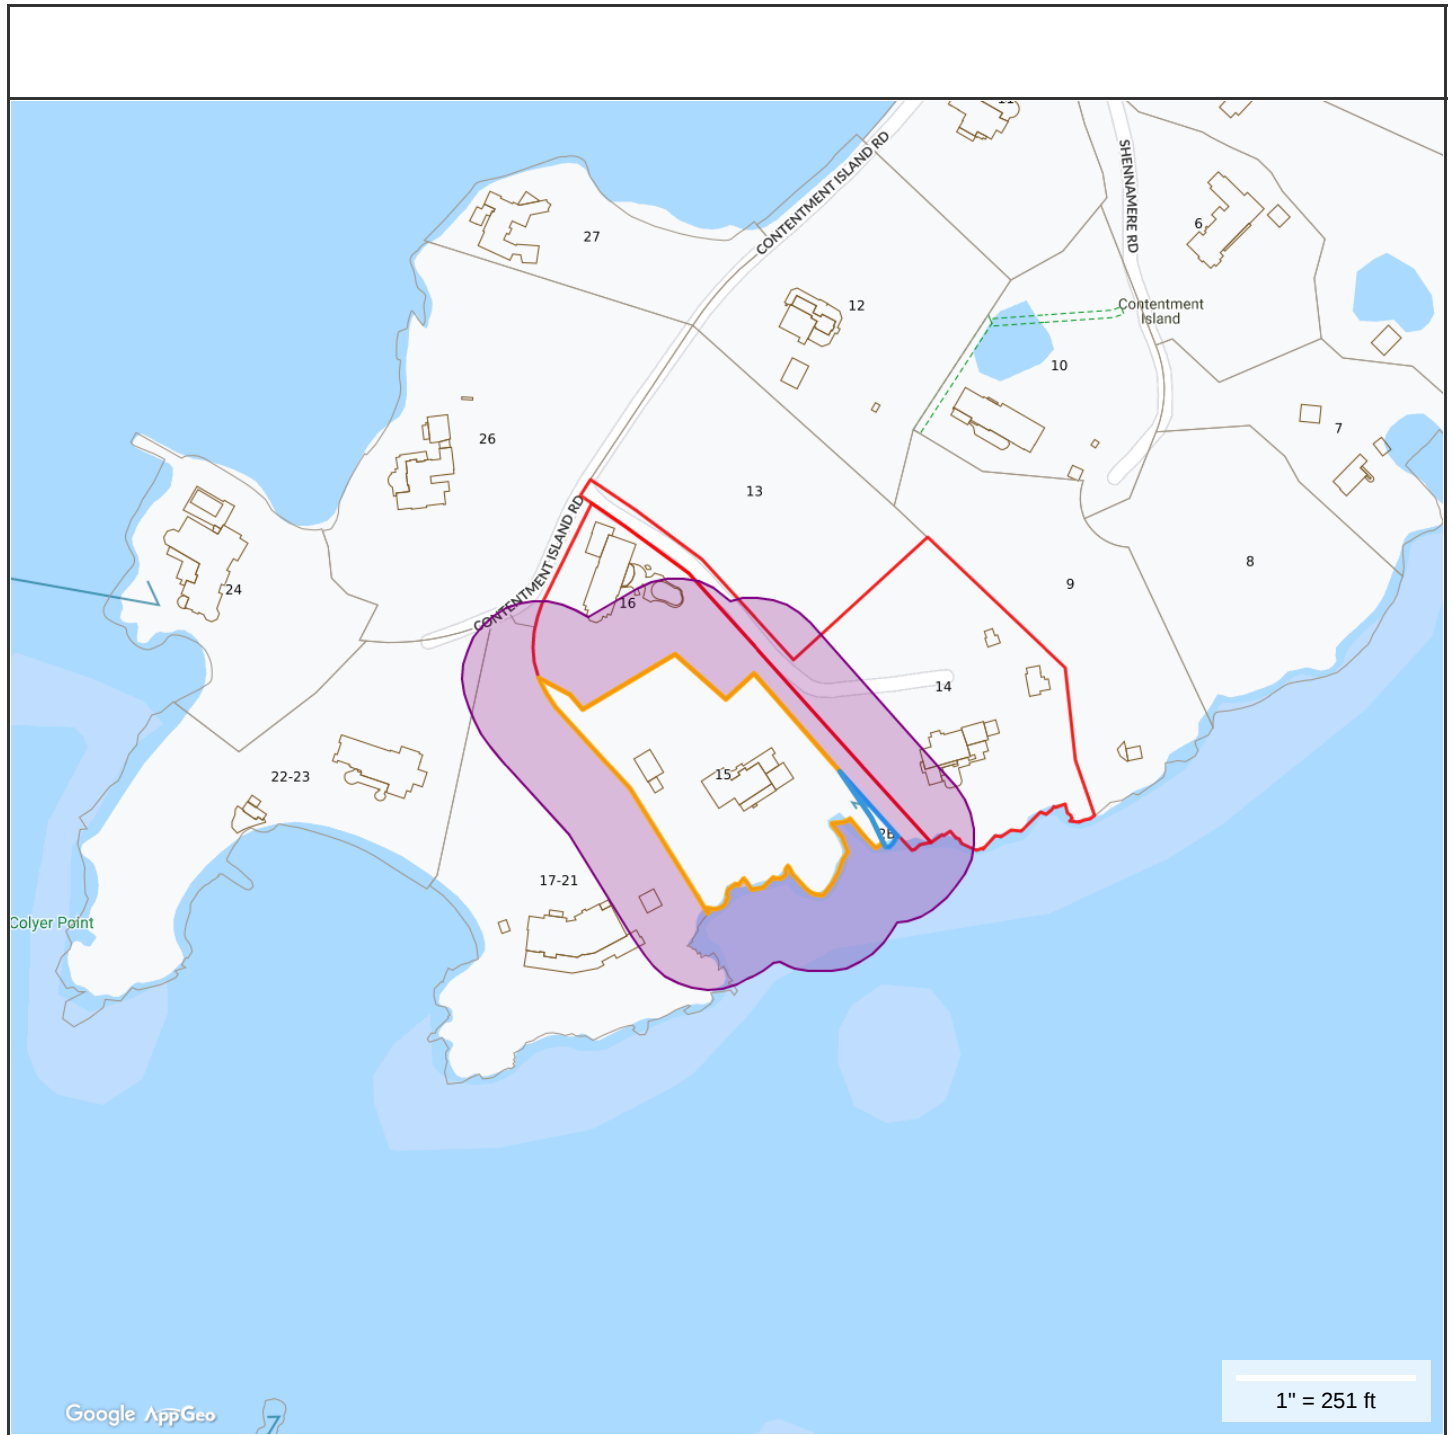 CONTENTMENT ISLAND RD
SHENNAMERE RD
6
27
12
Contentment
Island
10
7
26
13
CONTENTMENT ISLAND RD
8
9
24
16
14
15
22-23
17-21
Colyer Point
1" = 251 ft
Google AppGeo
7